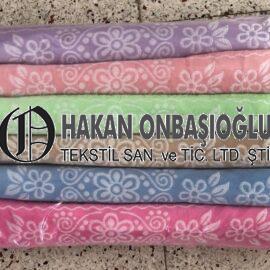 HAKAN ONBAŞIOĞLU
TEKSTİL SAN. ve TİC. LTD. ŞTİ